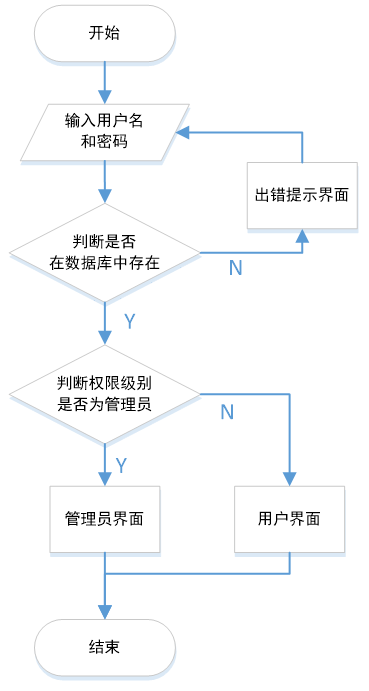 开始
输入用户名
和密码
出错提示界面
判断是否
在数据库中存在
N
Y
判断权限级别
是否为管理员
N
Y
管理员界面
用户界面
结束